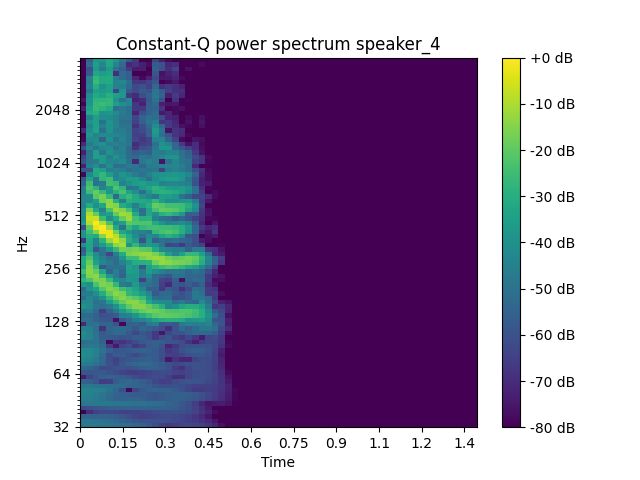 Constant-Q power spectrum speaker_4
Hz
2048
1024
512
256
128
64
32
0 0.15 0.3 0.45 0.6 0.75 0.9 1.1 1.2 1.4
Time
+0 dB
-10 dB
-20 dB
-30 dB
-40 dB
-50 dB
-60 dB
-70 dB
-80 dB